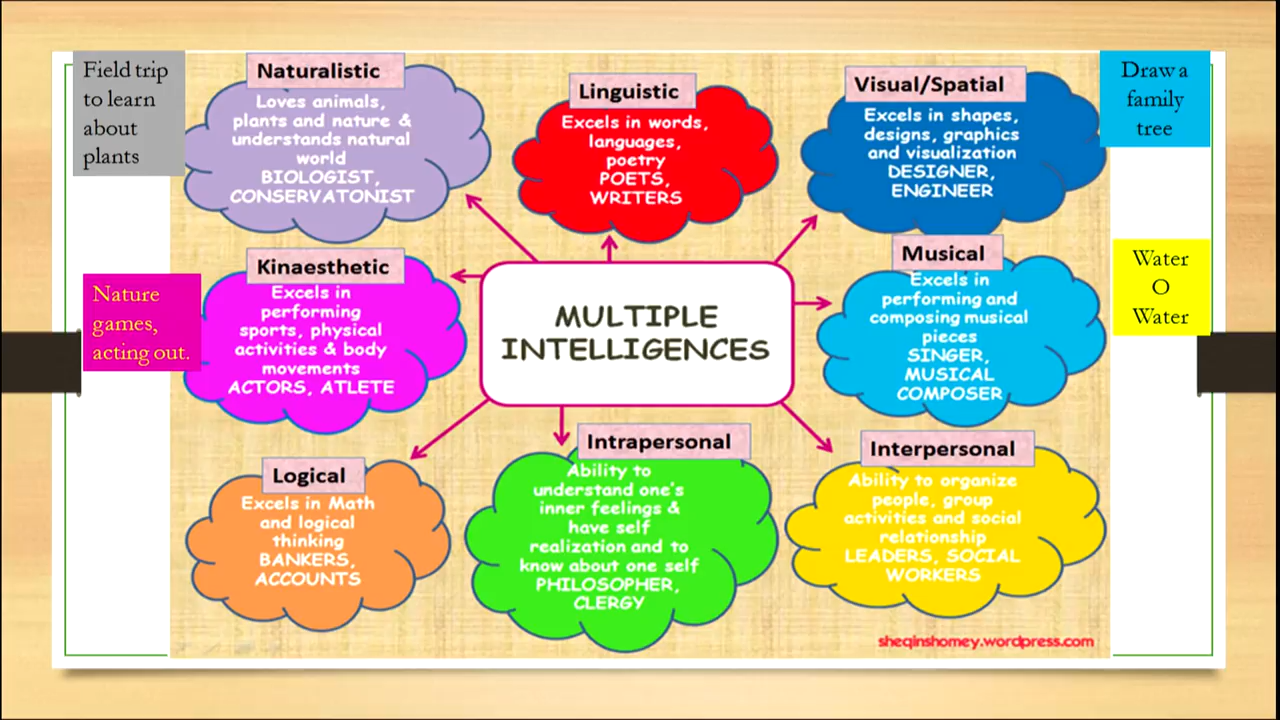 Field trip
to learn
about
plants
Naturalistic
Loves animals,
plants and nature &
understands natural
world
BIOLOGIST,
CONSERVATONIST
Linguistic
Excels in words,
languages,
poetry
POETS,
WRITERS
Visual/Spatial
Excels in shapes,
designs, graphics
and visualization
DESIGNER,
ENGINEER
Draw a
family
tree
Nature
games,
acting out.
Kinaesthetic
Excels in
performing
sports, physical
activities & body
movements
ACTORS, ATLETE
MULTIPLE
INTELLIGENCES
Musical
Excels in
performing and
composing musical
pieces
SINGER,
MUSICAL
COMPOSER
Water
O
Water
Logical
Excels in Math
and logical
thinking
BANKERS,
ACCOUNTS
Intrapersonal
Ability to
understand one's
inner feelings &
have self
realization and to
know about one self
PHILOSOPHER,
CLERGY
Interpersonal
Ability to organize
people, group
activities and social
relationship
LEADERS, SOCIAL
WORKERS
sheqinshomey.wordpress.com